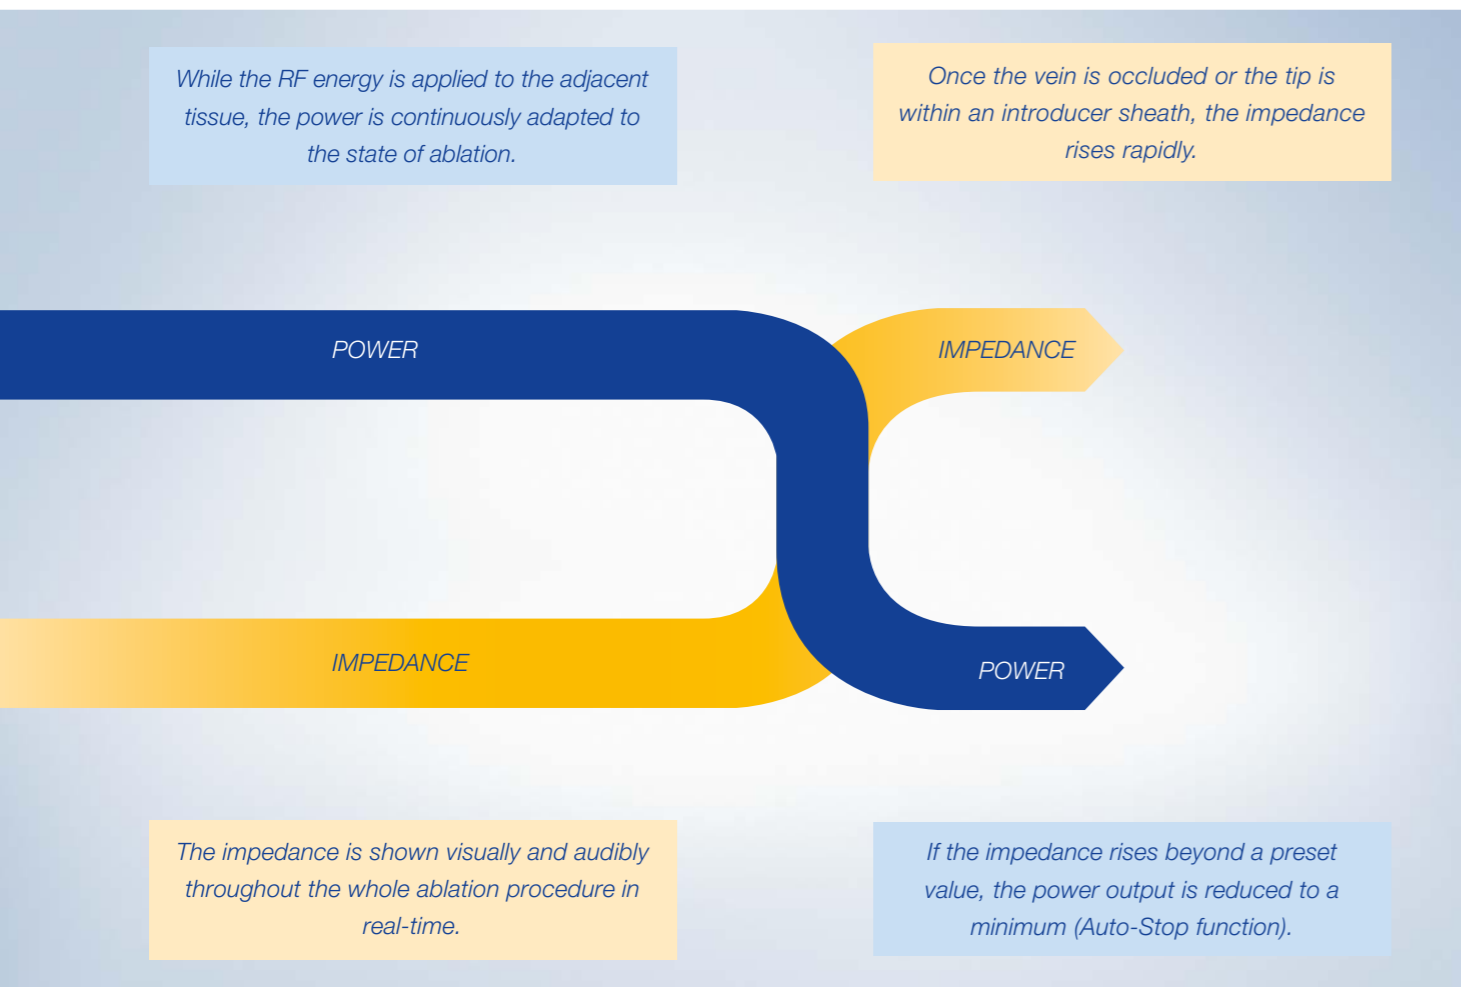 While the RF energy is applied to the adjacent
tissue, the power is continuously adapted to
the state of ablation.
Once the vein is occluded or the tip is
within an introducer sheath, the impedance
rises rapidly.
POWER
IMPEDANCE
IMPEDANCE
POWER
The impedance is shown visually and audibly
throughout the whole ablation procedure in
real-time.
If the impedance rises beyond a preset
value, the power output is reduced to a
minimum (Auto-Stop function).